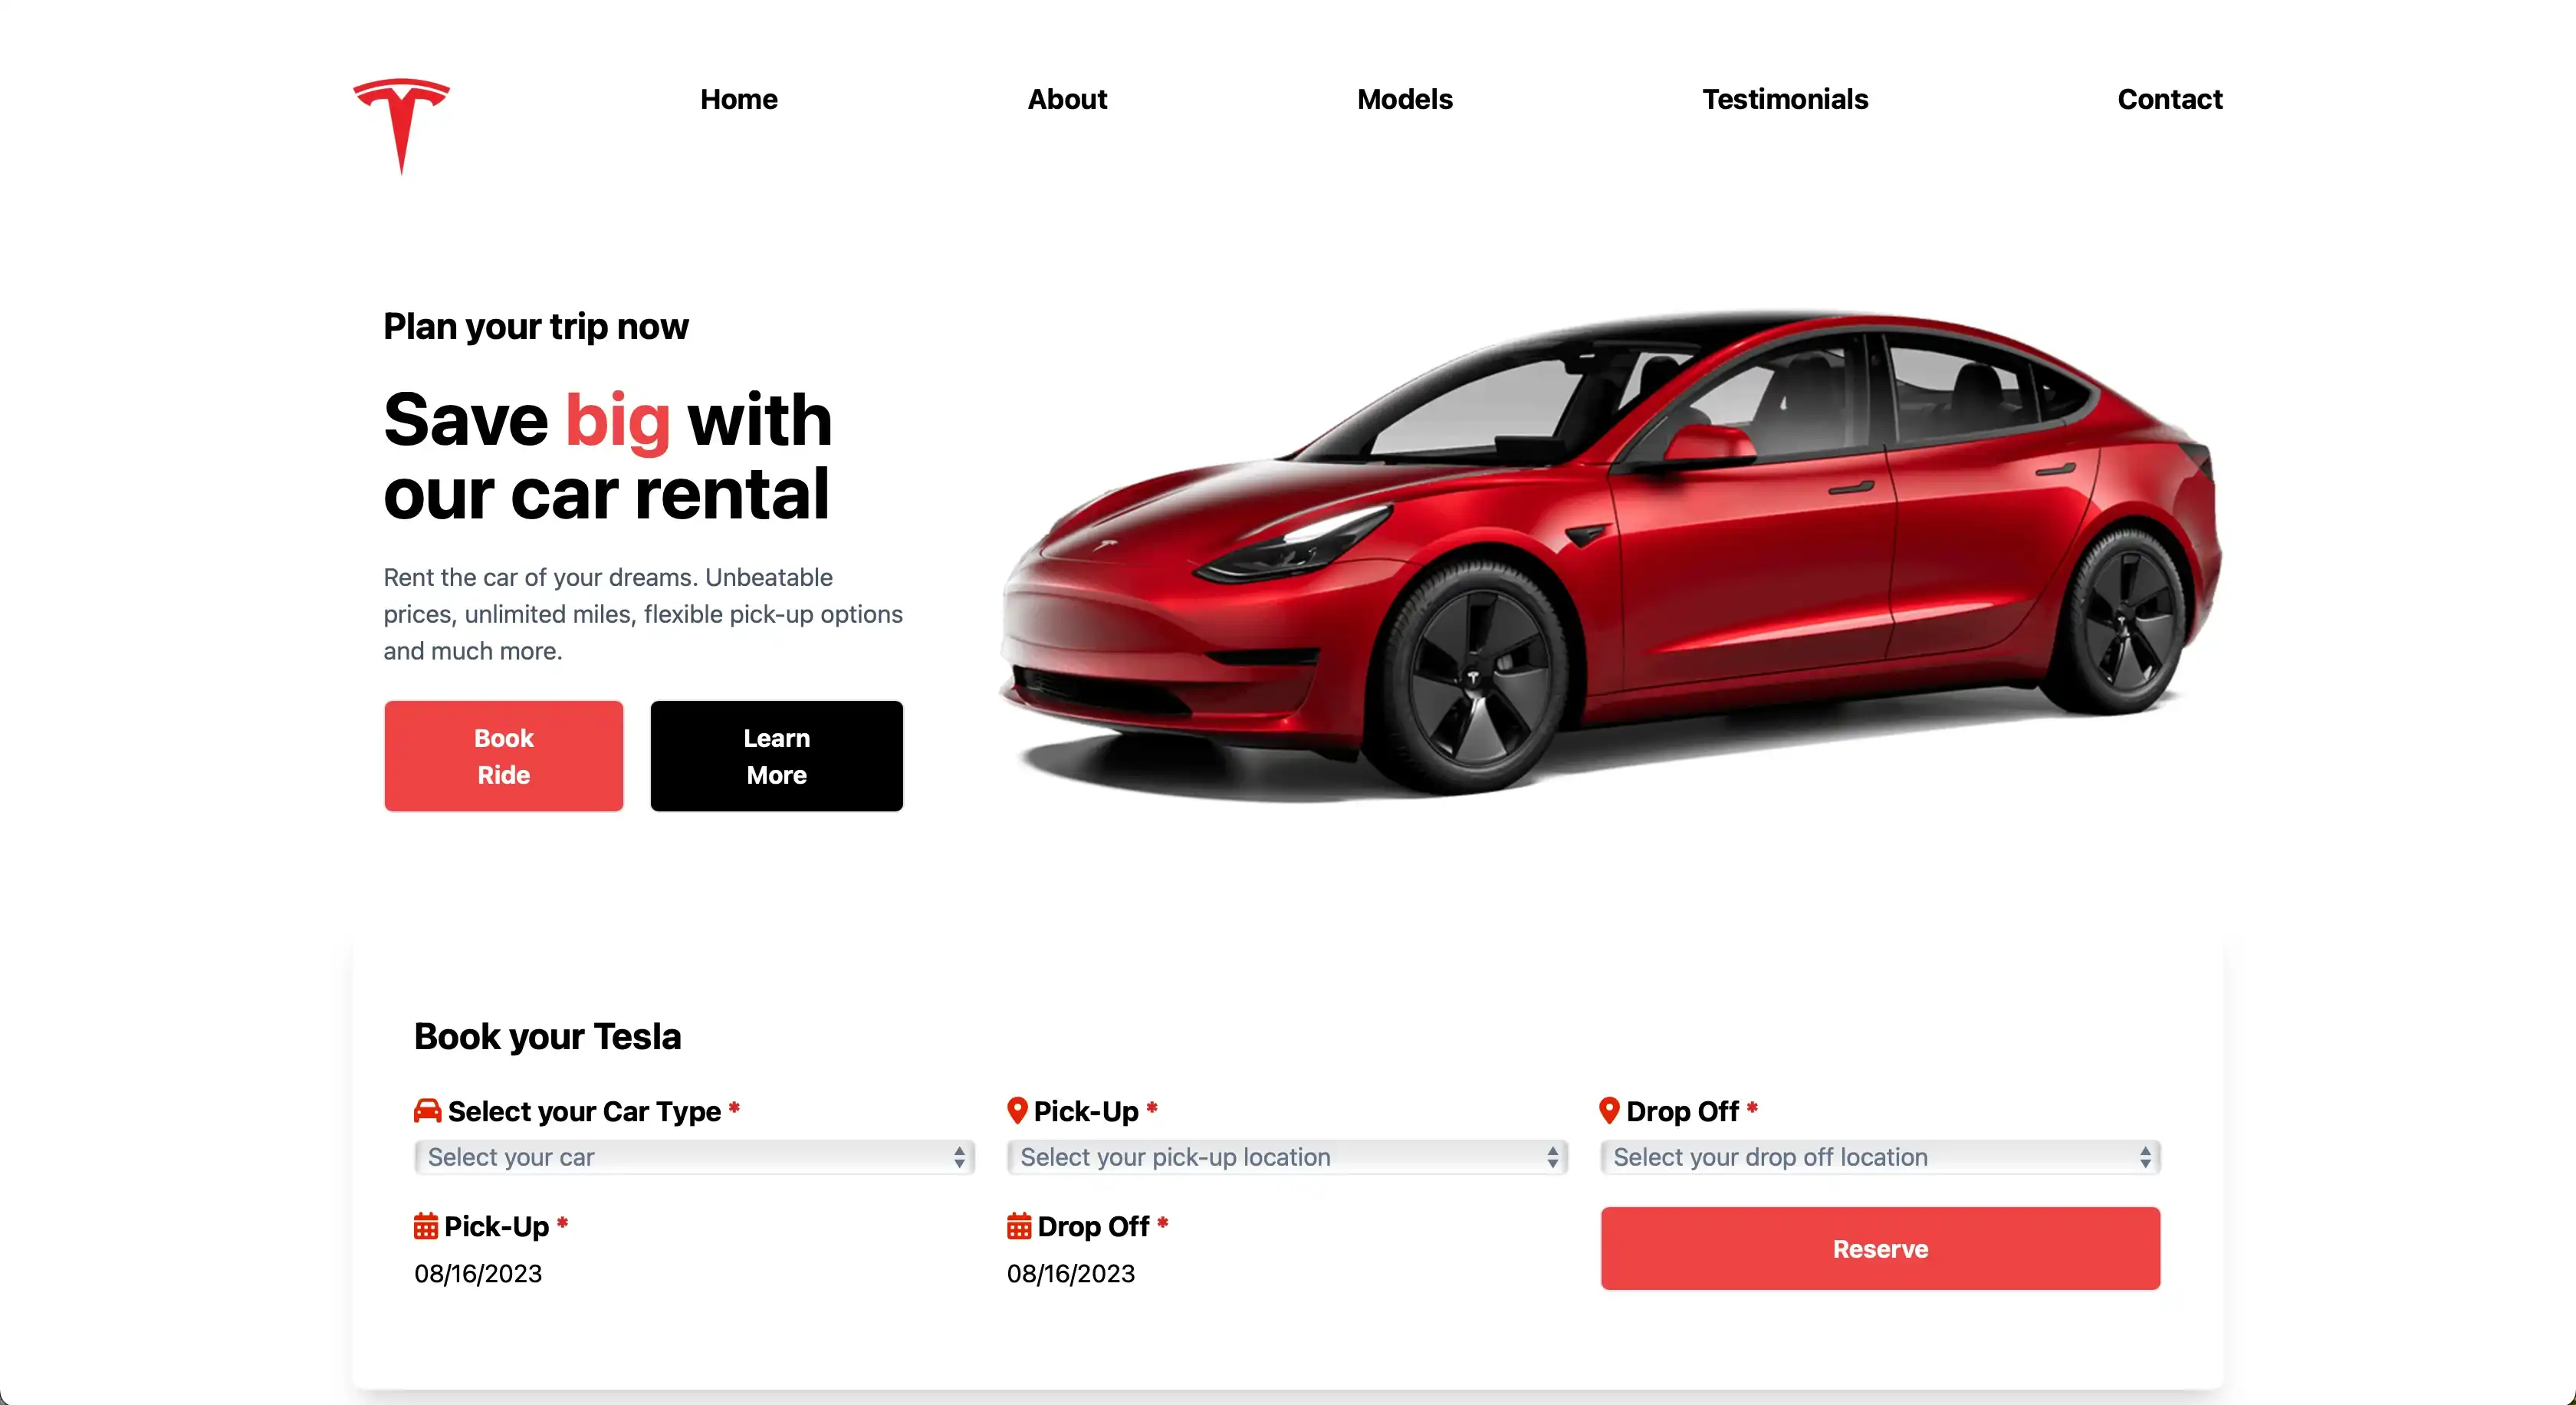 Home
About
Models
Testimonials
Contact
Plan your trip now
Save big with
our car rental
Rent the car of your dreams. Unbeatable
prices, unlimited miles, flexible pick-up options
and much more.
Book
Ride
Learn
More
Book your Tesla
Select your Car Type *
Select your car
Pick-Up *
Select your pick-up location
Drop Off *
Select your drop off location
Pick-Up *
08/16/2023
Drop Off *
08/16/2023
Reserve